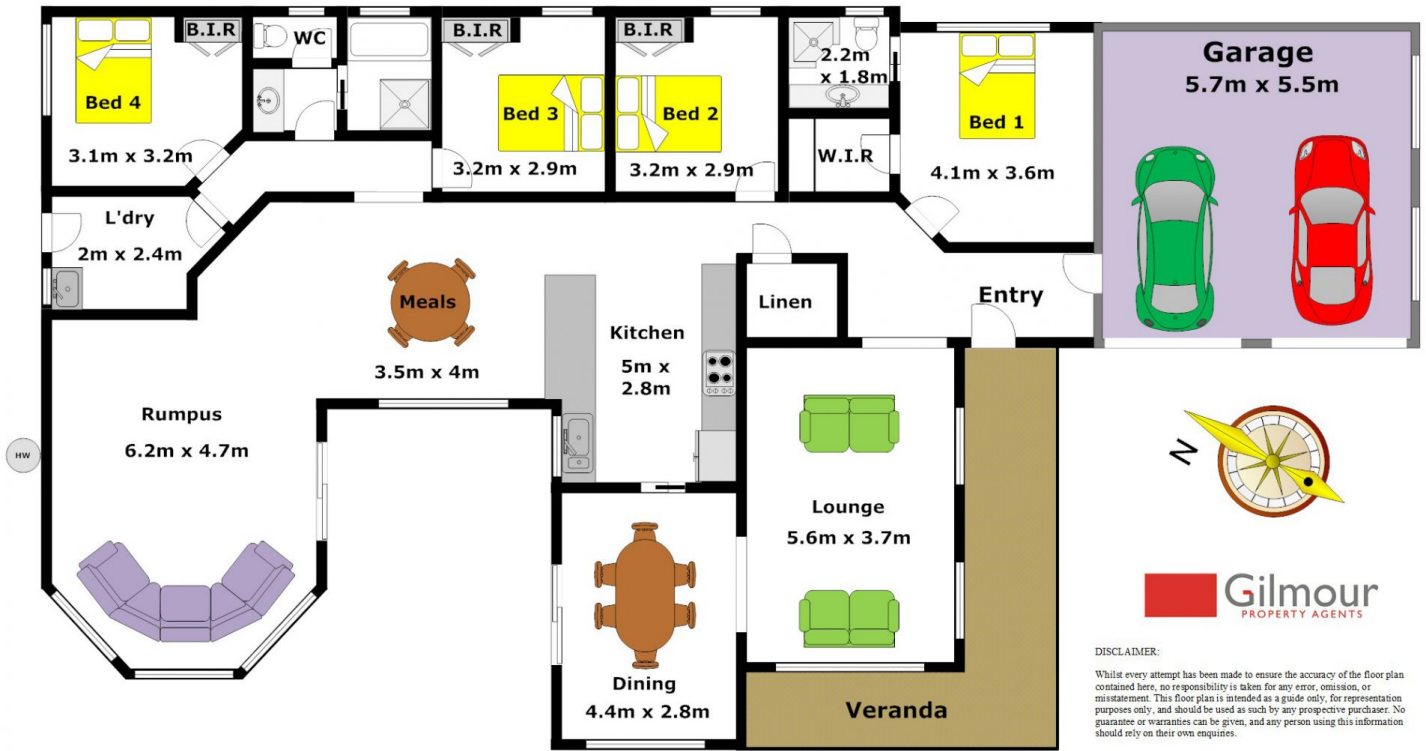 B.I.R
WC
B.I.R
B.I.R
2.2m
x 1.8m
Garage
5.7m x 5.5m
Bed 4
Bed 3
Bed 2
Bed 1
3.1m x 3.2m
3.2m x 2.9m
3.2m x 2.9m
W.I.R
4.1m x 3.6m
L'dry
2m x 2.4m
Meals
3.5m x 4m
Kitchen
5m x
2.8m
Linen
Entry
Rumpus
6.2m x 4.7m
HW
N
Lounge
5.6m x 3.7m
Dining
4.4m x 2.8m
Veranda
Gilmour
PROPERTY AGENTS
DISCLAIMER:
Whilst every attempt has been made to ensure the accuracy of the floor plan
contained here, no responsibility is taken for any error, omission, or
misstatement. This floor plan is intended as a guide only, for representation
purposes only, and should be used as such by any prospective purchaser. No
guarantee or warranties can be given, and any person using this information
should rely on their own enquiries.